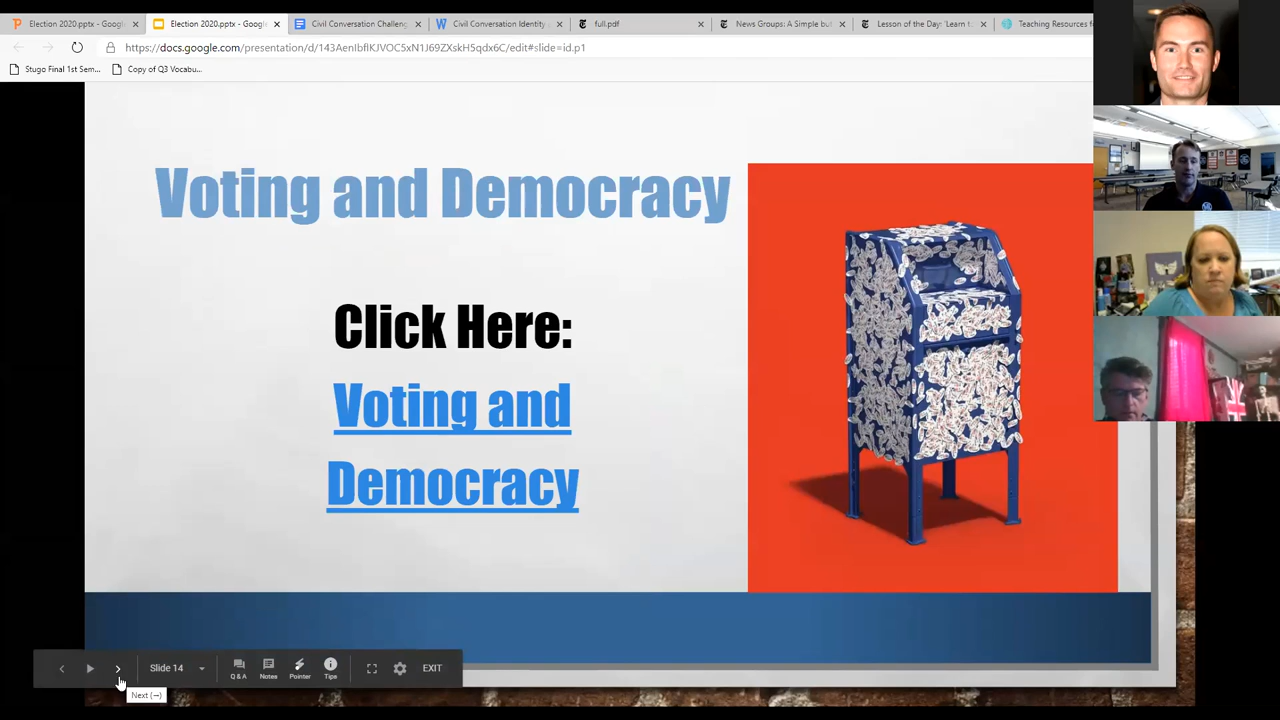 Election 2020.pptx - Google
Election 2020.pptx - Googl
Civil Conversation Challeng
Civil Conversation Identity a
full.pdf
News Groups: A Simple but
Lesson of the Day: 'Learn t
Teaching Resources for
https://docs.google.com/presentation/d/143AenIbflKJVOC5xN1J69ZXskH5qdx6C/edit#slide=id.p1
Stugo Final 1st Sem...
Copy of Q3 Vocabu...
Voting and Democracy
Click Here:
Voting and
Democracy
Slide 14
Q & A
Notes
Pointer
Tips
EXIT
Next (→)